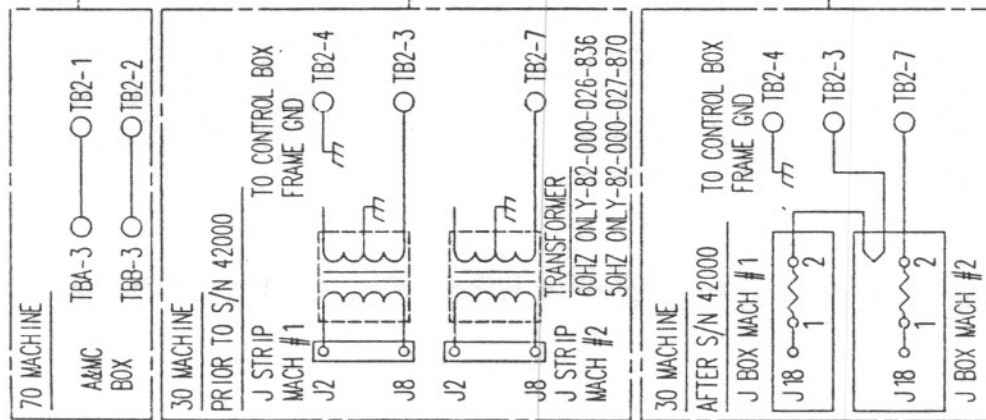 70 MACHINE
A&MC
BOX
TBA-3
TB2-1
TBB-3
TB2-2
30 MACHINE
PRIOR TO S/N 42000
J STRIP
MACH #1
TO CONTROL BOX
FRAME GND
TB2-4
J2
J8
TB2-3
J2
J8
TB2-7
J STRIP
MACH #2
TRANSFORMER
60HZ ONLY-82-000-026-836
50HZ ONLY-82-000-027-870
30 MACHINE
AFTER S/N 42000
J BOX MACH #1
TO CONTROL BOX
FRAME GND
TB2-4
J18
1
2
TB2-3
J18
1
2
TB2-7
J BOX MACH #2